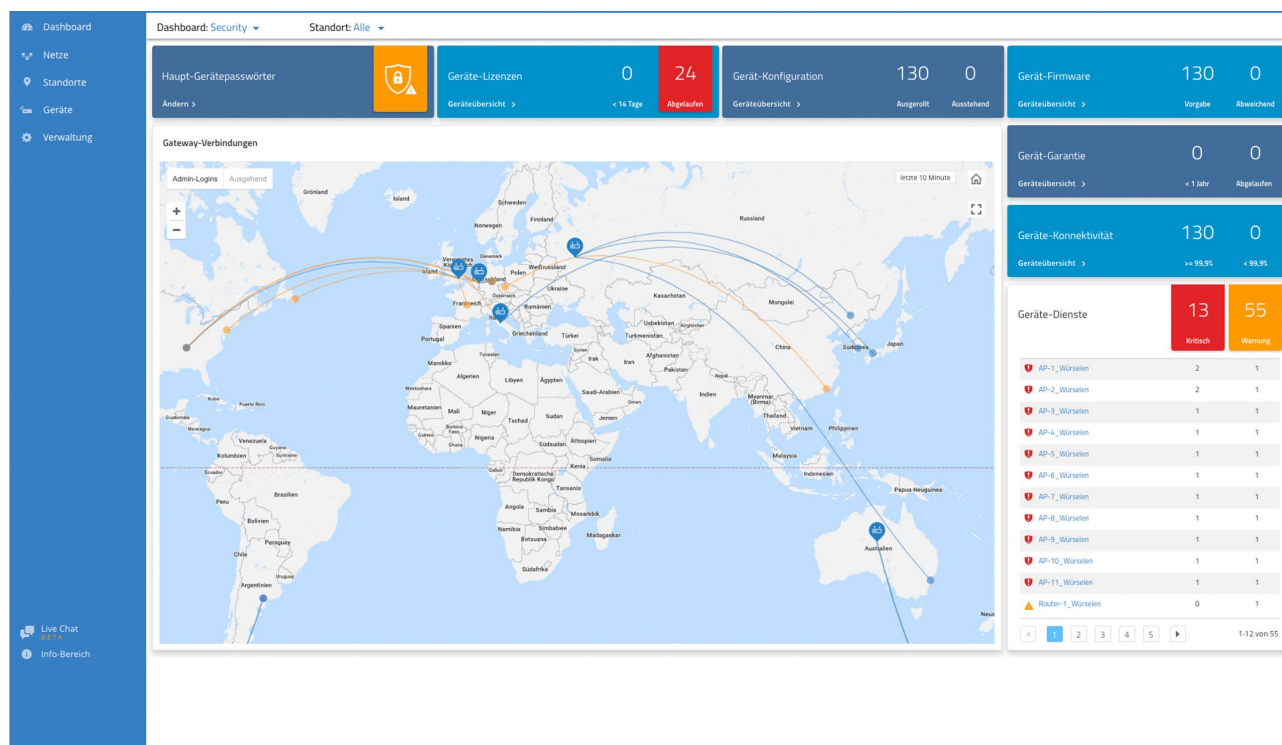 Dashboard
Netze
Standorte
Geräte
Verwaltung
Live Chat
BETA
Info-Bereich
Dashboard: Security
Standort: Alle
Haupt-Gerätepasswörter
Ändern >
Geräte-Lizenzen
0
24
Geräteübersicht >
< 14 Tage
Abgelaufen
Gerät-Konfiguration
130
0
Geräteübersicht >
Ausgerollt
Ausstehend
Gerät-Firmware
130
0
Geräteübersicht >
Vorgabe
Abweichend
Gateway-Verbindungen
Admin-Logins
Ausgehend
letzte 10 Minute
+
−
Grönland
Island
Schweden
Finnland
Norwegen
Russland
Dänemark
Irland
Polen
Weißrussland
Ukraine
Österreich
Frankreich
Rumänien
Kasachstan
Mongolei
Spanien
Portugal
Griechenland
Türkei
Usbekistan
Kirgisistan
Turkmenistan
China
Südkorea
Japan
Tunesien
Syrien
Irak
Iran
Afghanistan
Pakistan
Marokko
Algerien
Libyen
Ägypten
Nepal
Westsahara
Saudi-Arabien
Oman
Indien
Myanmar
(Birma)
Kuba
Puerto Rico
Mauretanien
Mali
Niger
Tschad
Sudan
Jemen
Thailand
Guatemala
Nicaragua
Burkina
Faso
Vietnam
Philippinen
Guinea
Ghana
Nigeria
Südsudan
Äthiopien
Venezuela
Guyana
Kolumbien
Suriname
Somalia
Malaysia
Ecuador
Gabun
Kenia
Demokratische
Republik Kongo
Indonesien
Tansania
Papua-Neuguinea
Peru
Brasilien
Angola
Sambia
Mosambik
Bolivien
Namibia
Simbabwe
Botsuana
Madagaskar
Paraguay
Chile
Südafrika
Australien
Uruguay
Argentinien
Neus
Gerät-Garantie
0
0
Geräteübersicht >
< 1 Jahr
Abgelaufen
Geräte-Konnektivität
130
0
Geräteübersicht >
>= 99,9%
< 99,9%
Geräte-Dienste
13
55
Kritisch
Warnung
AP-1_Würselen 2 1
AP-2_Würselen 2 1
AP-3_Würselen 1 1
AP-4_Würselen 1 1
AP-5_Würselen 1 1
AP-6_Würselen 1 1
AP-7_Würselen 1 1
AP-8_Würselen 1 1
AP-9_Würselen 1 1
AP-10_Würselen 1 1
AP-11_Würselen 1 1
Router-1_Würselen 0 1
1 2 3 4 5
1-12 von 55